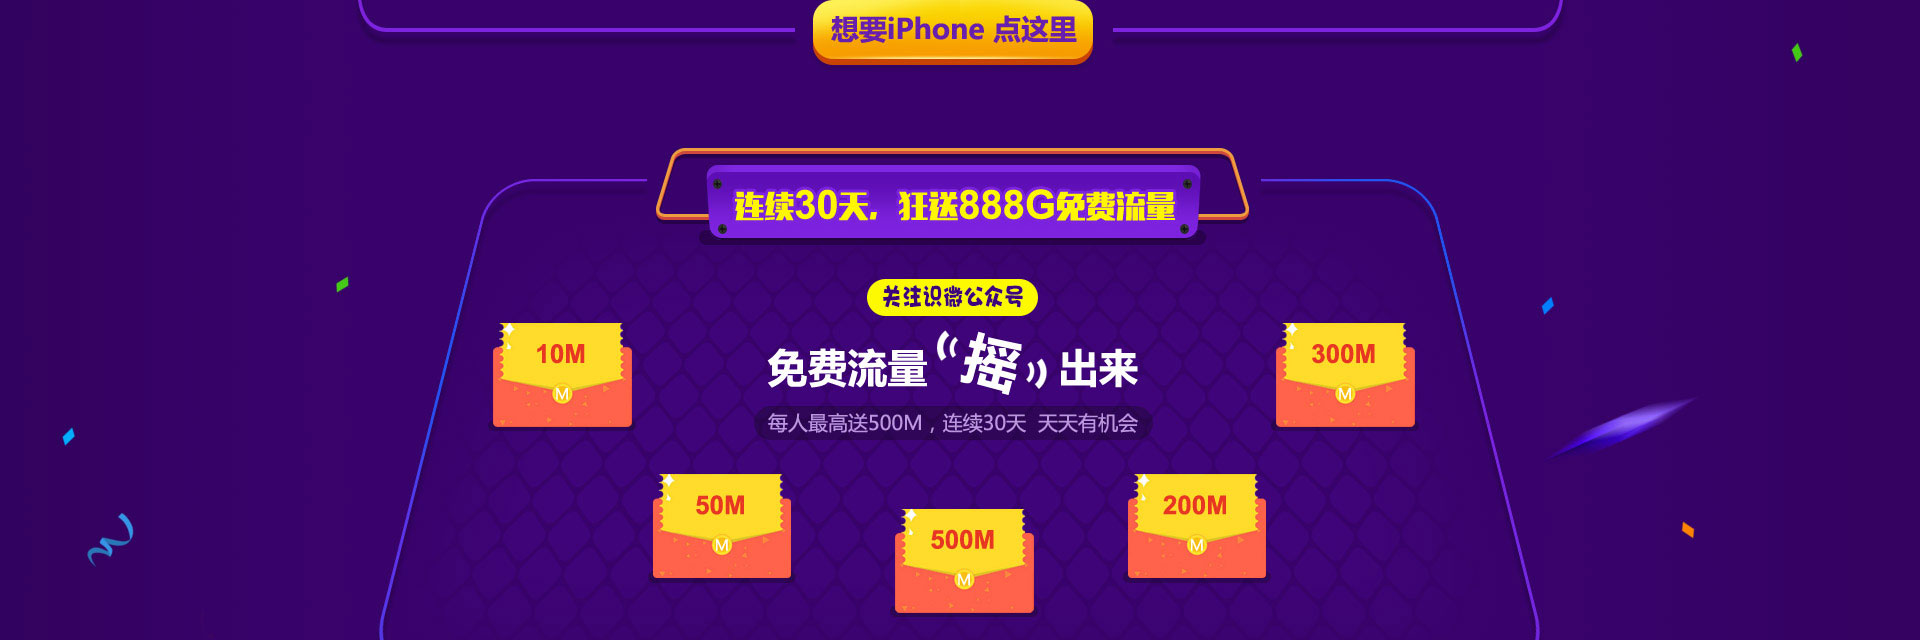 想要iPhone 点这里
连续30天，狂送888G免费流量
关注识微公众号
免费流量摇出来
每人最高送500M，连续30天 天天有机会
10M
M
300M
M
50M
M
500M
M
200M
M